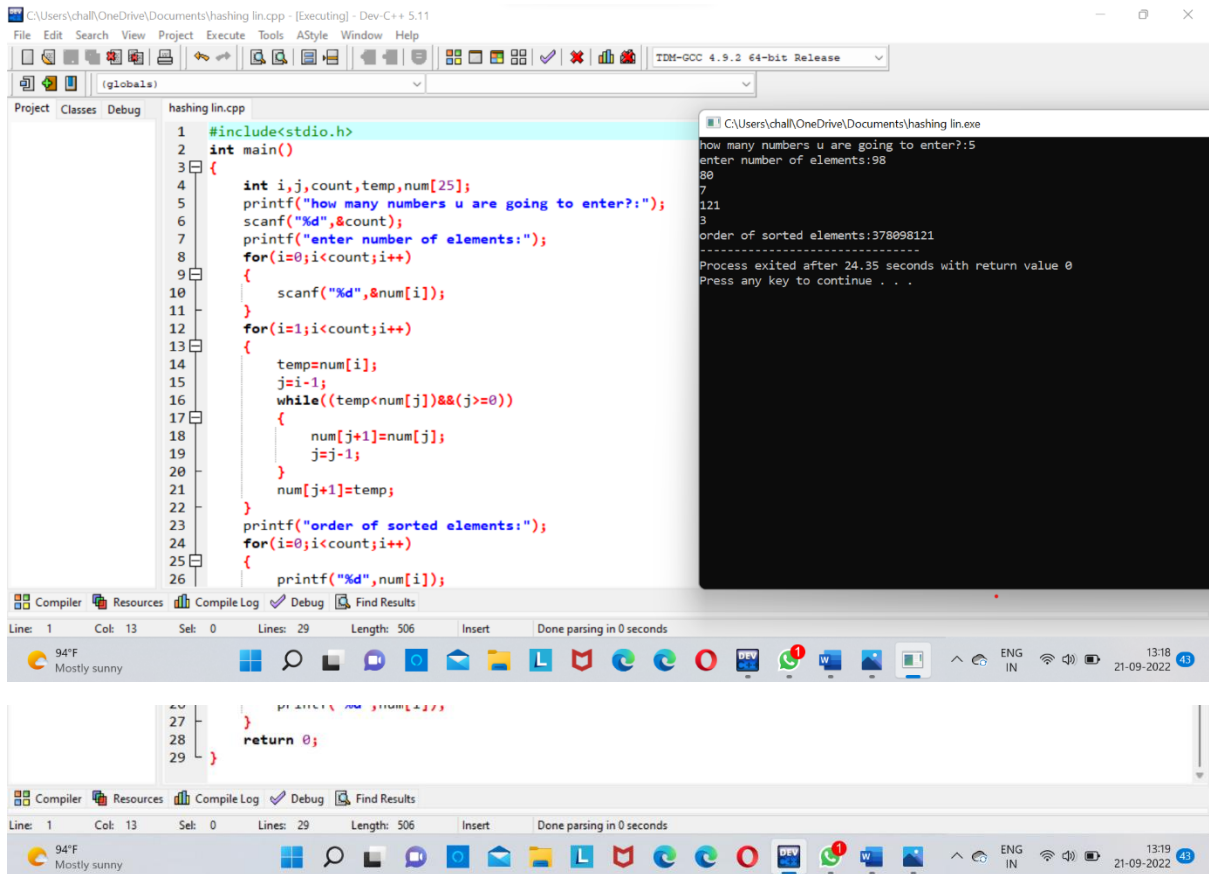 C:\Users\chall\OneDrive\Documents\hashing lin.cpp - [Executing] - Dev-C++ 5.11
File Edit Search View Project Execute Tools AStyle Window Help
TDM-GCC 4.9.2 64-bit Release
(globals)
Project Classes Debug hashing lin.cpp
1 #include<stdio.h>
2 int main()
3 {
4 int i,j,count,temp,num[25];
5 printf("how many numbers u are going to enter?:");
6 scanf("%d",&count);
7 printf("enter number of elements:");
8 for(i=0;i<count;i++)
9 {
10 scanf("%d",&num[i]);
11 }
12 for(i=1;i<count;i++)
13 {
14 temp=num[i];
15 j=i-1;
16 while((temp<num[j])&&(j>=0))
17 {
18 num[j+1]=num[j];
19 j=j-1;
20 }
21 num[j+1]=temp;
22 }
23 printf("order of sorted elements:");
24 for(i=0;i<count;i++)
25 {
26 printf("%d",num[i]);
C:\Users\chall\OneDrive\Documents\hashing lin.exe
how many numbers u are going to enter?:5
enter number of elements:98
80
7
121
3
order of sorted elements:378098121
--------------------------------
Process exited after 24.35 seconds with return value 0
Press any key to continue . . .
Compiler Resources Compile Log Debug Find Results
Line: 1 Col: 13 Sel: 0 Lines: 29 Length: 506 Insert Done parsing in 0 seconds
94°F
Mostly sunny
DEV
1
W
ENG
IN
13:18
21-09-2022
43
26 printf("%d",num[i]);
27 }
28 return 0;
29 }
Compiler Resources Compile Log Debug Find Results
Line: 1 Col: 13 Sel: 0 Lines: 29 Length: 506 Insert Done parsing in 0 seconds
94°F
Mostly sunny
DEV
1
W
ENG
IN
13:19
21-09-2022
43